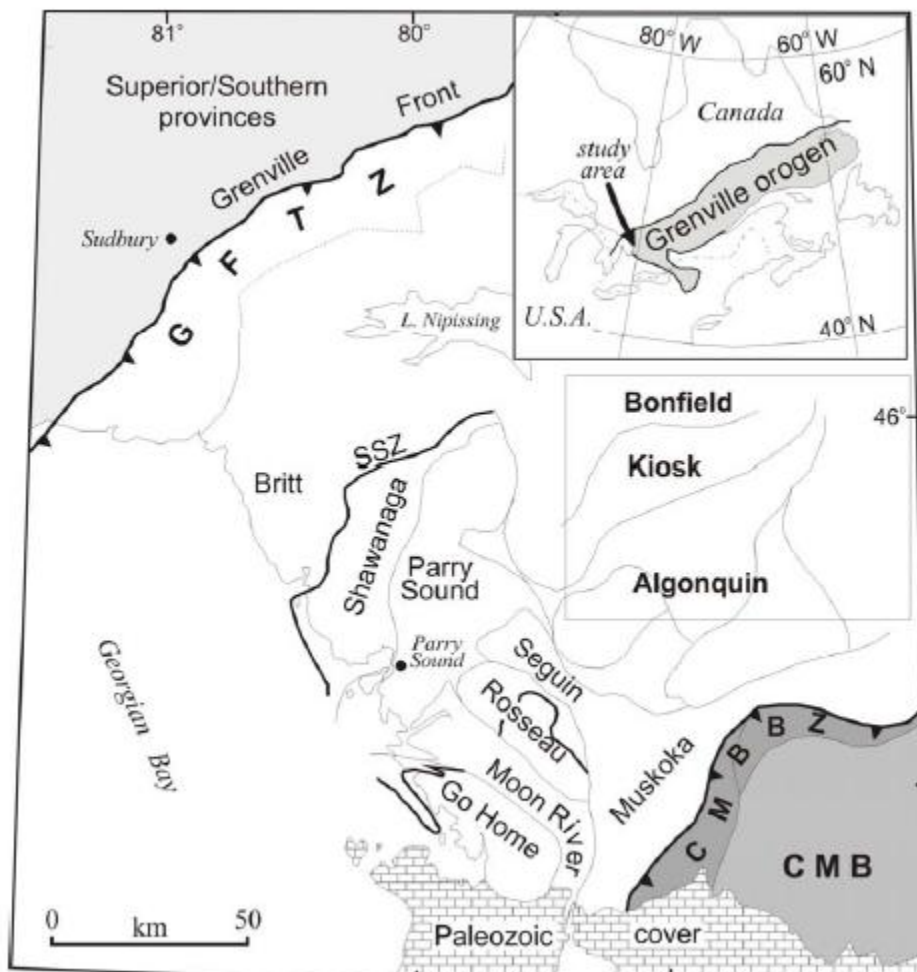 81°
80°
Superior/Southern
provinces
Grenville
Front
G F T Z
Sudbury
L. Nipissing
80° W
60° W
60° N
Canada
study
area
Grenville orogen
U.S.A.
40° N
Bonfield
46°
Kiosk
Algonquin
SSZ
Britt
Shawanaga
Parry
Sound
Parry
Sound
Georgian Bay
Seguin
Rosseau
Moon River
Go Home
Muskoka
C M B B Z
C M B
0 50
km
Paleozoic cover